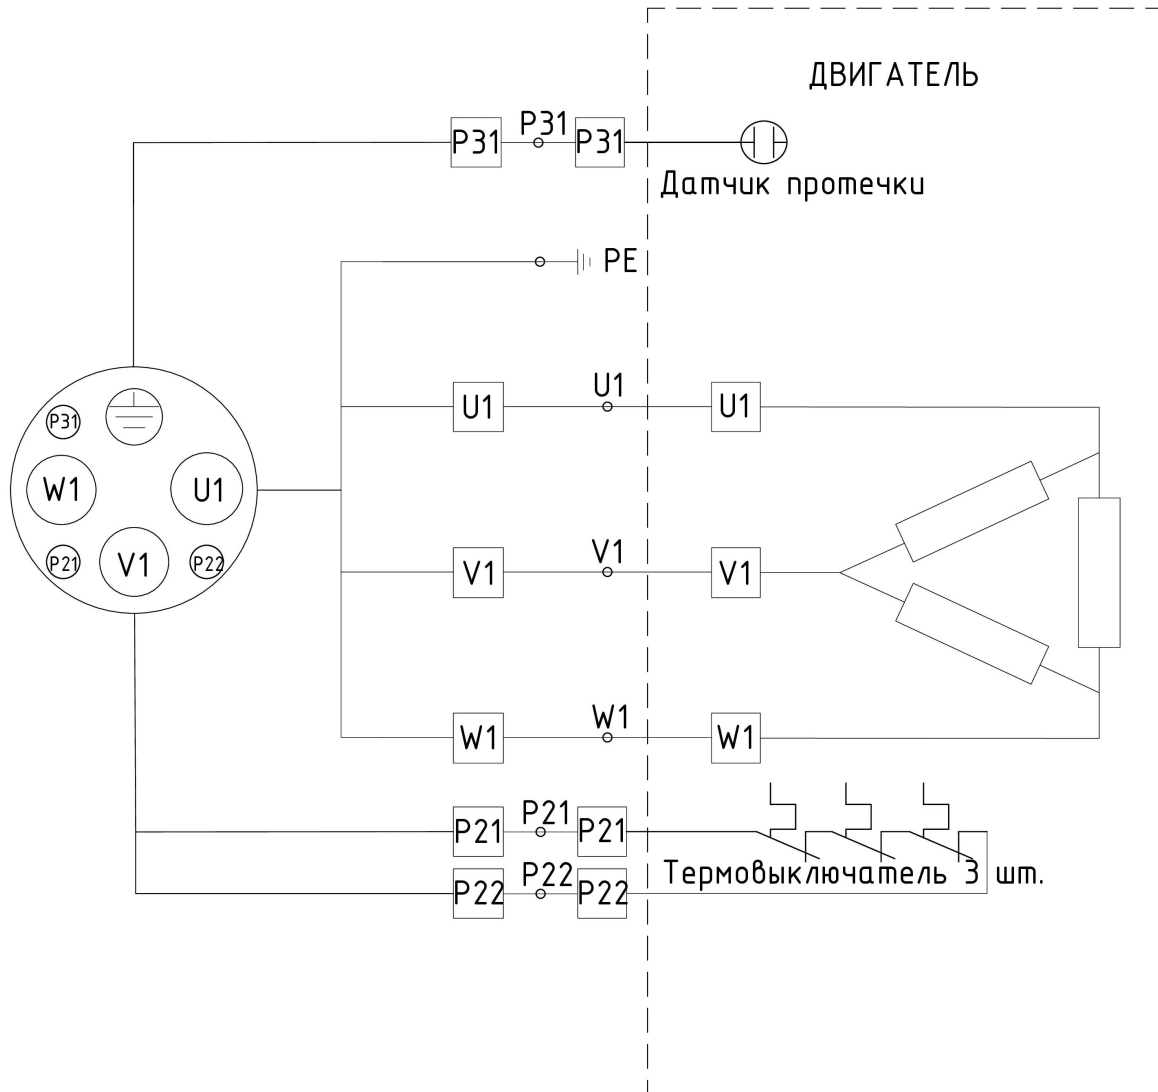 ДВИГАТЕЛЬ
P31 P31 P31
Датчик протечки
PE
U1 U1 U1
P31
W1 U1
V1 V1 V1
P21 V1 P22
W1 W1 W1
P21 P21 P21
Термовыключатель 3 шт.
P22 P22 P22